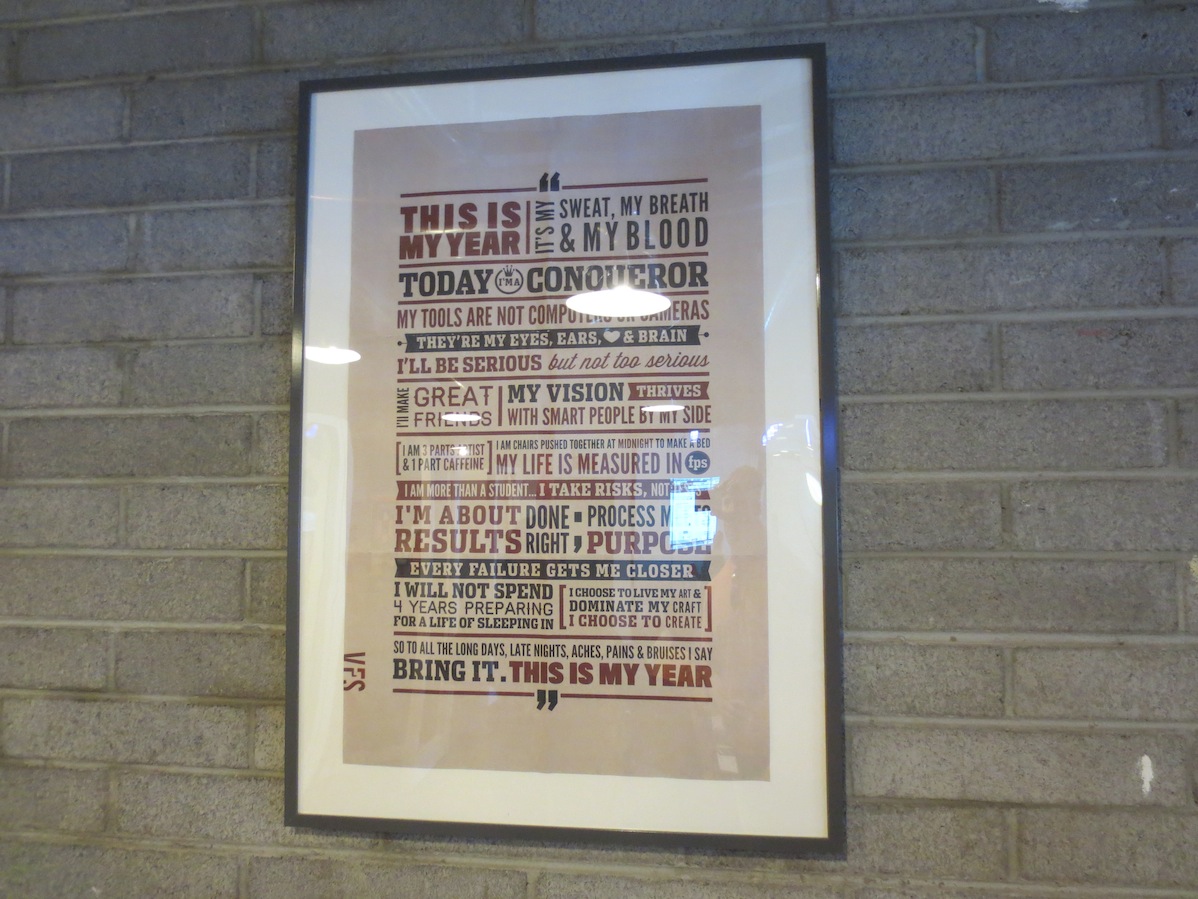 “
THIS IS
MY YEAR
IT'S MY
SWEAT, MY BREATH
& MY BLOOD
TODAY I'M A CONQUEROR
MY TOOLS ARE NOT COMPUTERS OR CAMERAS
THEY'RE MY EYES, EARS, & BRAIN
I'LL BE SERIOUS but not too serious
I'll MAKE
GREAT
FRIENDS
MY VISION THRIVES
WITH SMART PEOPLE BY MY SIDE
I AM 3 PARTS ARTIST
& 1 PART CAFFEINE
I AM CHAIRS PUSHED TOGETHER AT MIDNIGHT TO MAKE A BED
MY LIFE IS MEASURED IN fps
I AM MORE THAN A STUDENT... I TAKE RISKS, NOT
I'M ABOUT
RESULTS
DONE
RIGHT ;
PROCESS
PURPOSE
EVERY FAILURE GETS ME CLOSER
I WILL NOT SPEND
4 YEARS PREPARING
FOR A LIFE OF SLEEPING IN
I CHOOSE TO LIVE MY ART &
DOMINATE MY CRAFT
I CHOOSE TO CREATE
SO TO ALL THE LONG DAYS, LATE NIGHTS, ACHES, PAINS & BRUISES I SAY
BRING IT. THIS IS MY YEAR
”
VFS